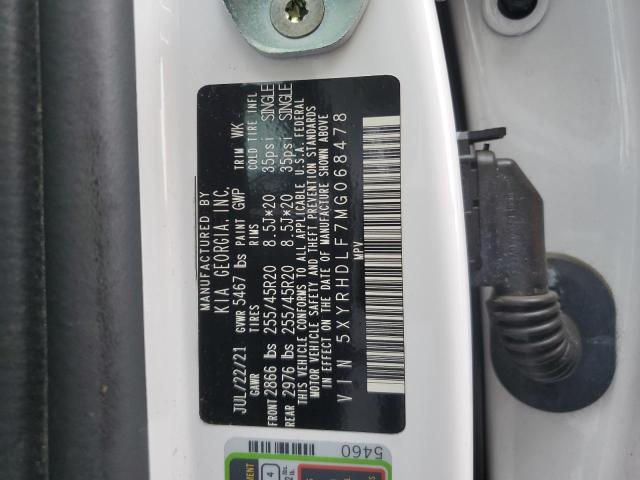 MANUFACTURED BY
KIA GEORGIA, INC.
JUL/22/21 GVWR 5467 lbs PAINT GWP TRIM WK
GAWR TIRES RIMS COLD TIRE INFL
FRONT 2866 lbs 255/45R20 8.5J*20 35psi SINGLE
REAR 2976 lbs 255/45R20 8.5J*20 35psi SINGLE
THIS VEHICLE CONFORMS TO ALL APPLICABLE U.S.A. FEDERAL
MOTOR VEHICLE SAFETY AND THEFT PREVENTION STANDARDS
IN EFFECT ON THE DATE OF MANUFACTURE SHOWN ABOVE
MPV
VIN 5XYRHDLF7MG068478
5460
4